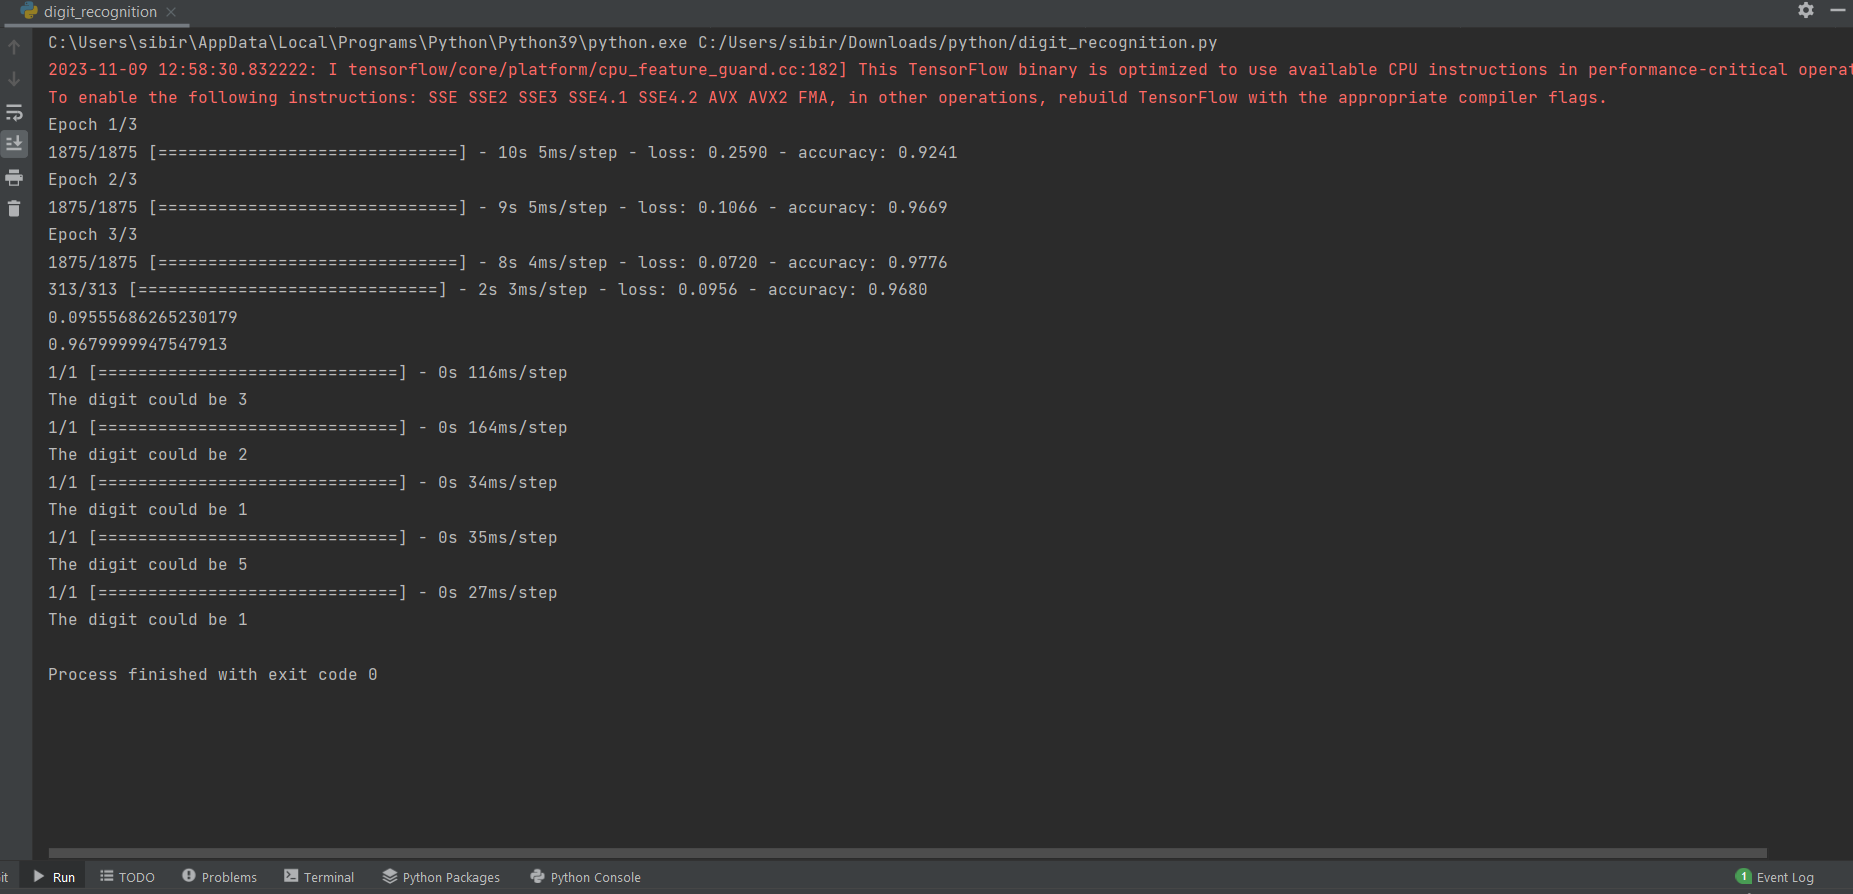 digit_recognition
C:\Users\sibir\AppData\Local\Programs\Python\Python39\python.exe C:/Users/sibir/Downloads/python/digit_recognition.py
2023-11-09 12:58:30.832222: I tensorflow/core/platform/cpu_feature_guard.cc:182] This TensorFlow binary is optimized to use available CPU instructions in performance-critical operat
To enable the following instructions: SSE SSE2 SSE3 SSE4.1 SSE4.2 AVX AVX2 FMA, in other operations, rebuild TensorFlow with the appropriate compiler flags.
Epoch 1/3
1875/1875 [==============================] - 10s 5ms/step - loss: 0.2590 - accuracy: 0.9241
Epoch 2/3
1875/1875 [==============================] - 9s 5ms/step - loss: 0.1066 - accuracy: 0.9669
Epoch 3/3
1875/1875 [==============================] - 8s 4ms/step - loss: 0.0720 - accuracy: 0.9776
313/313 [==============================] - 2s 3ms/step - loss: 0.0956 - accuracy: 0.9680
0.09555686265230179
0.9679999947547913
1/1 [==============================] - 0s 116ms/step
The digit could be 3
1/1 [==============================] - 0s 164ms/step
The digit could be 2
1/1 [==============================] - 0s 34ms/step
The digit could be 1
1/1 [==============================] - 0s 35ms/step
The digit could be 5
1/1 [==============================] - 0s 27ms/step
The digit could be 1
Process finished with exit code 0
it Run TODO Problems Terminal Python Packages Python Console 1 Event Log